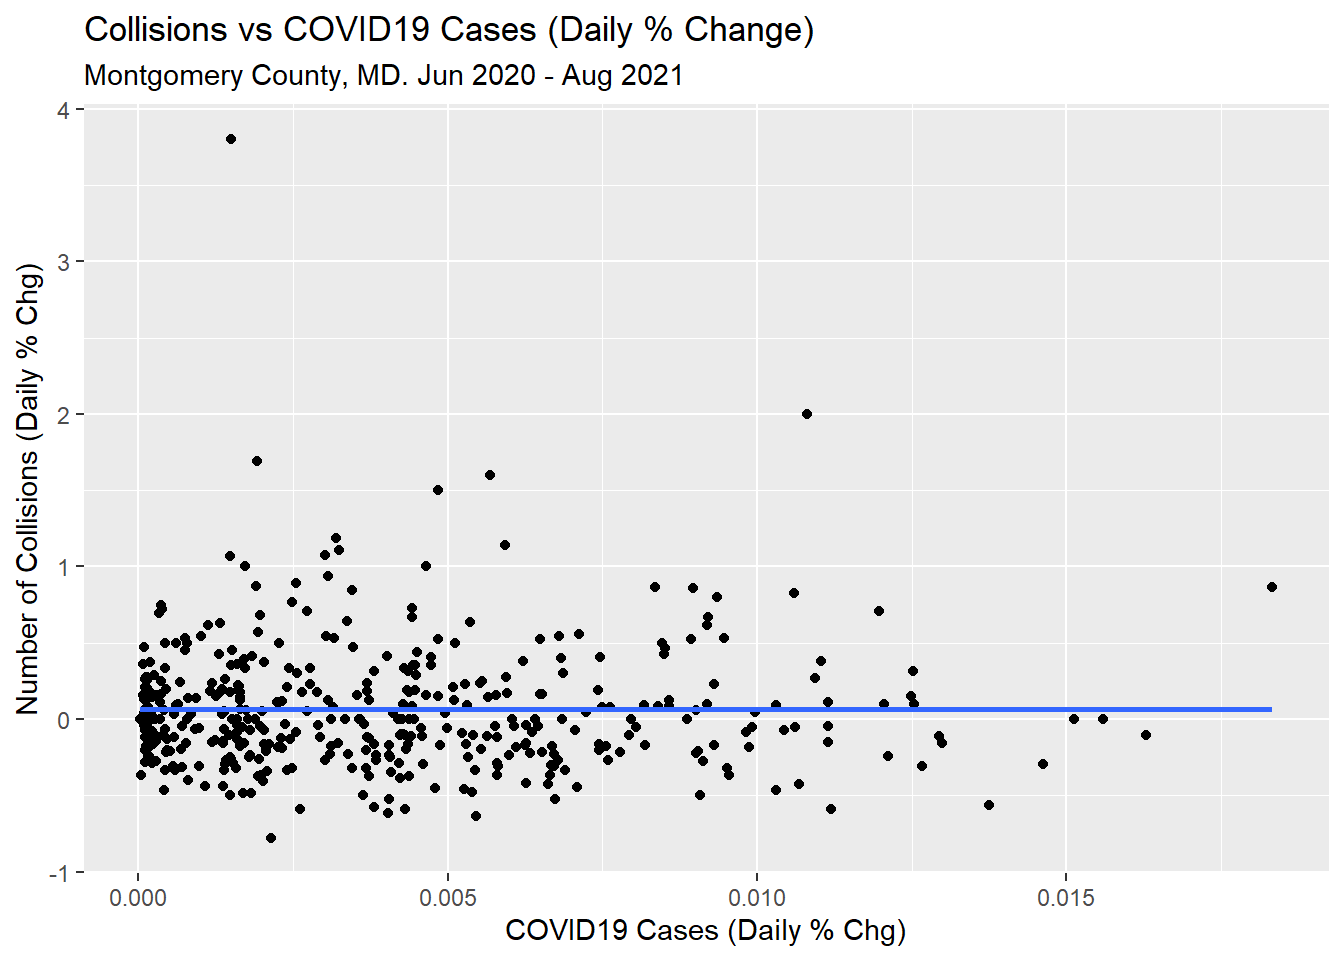 Collisions vs COVID19 Cases (Daily % Change)
Montgomery County, MD. Jun 2020 - Aug 2021
Number of Collisions (Daily % Chg)
4
3
2
1
0
-1
0.000
0.005
0.010
0.015
COVID19 Cases (Daily % Chg)